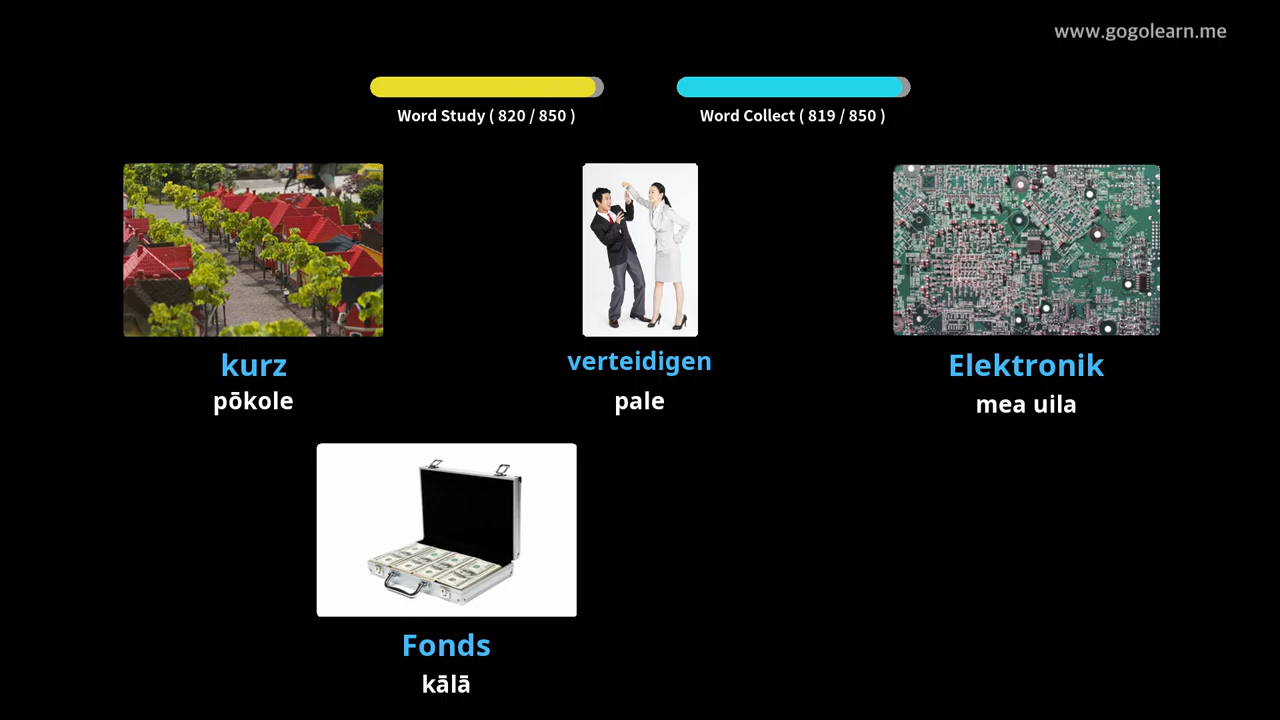 www.gogolearn.me
Word Study ( 820 / 850 )
Word Collect ( 819 / 850 )
kurz
pōkole
verteidigen
pale
Elektronik
mea uila
Fonds
kālā